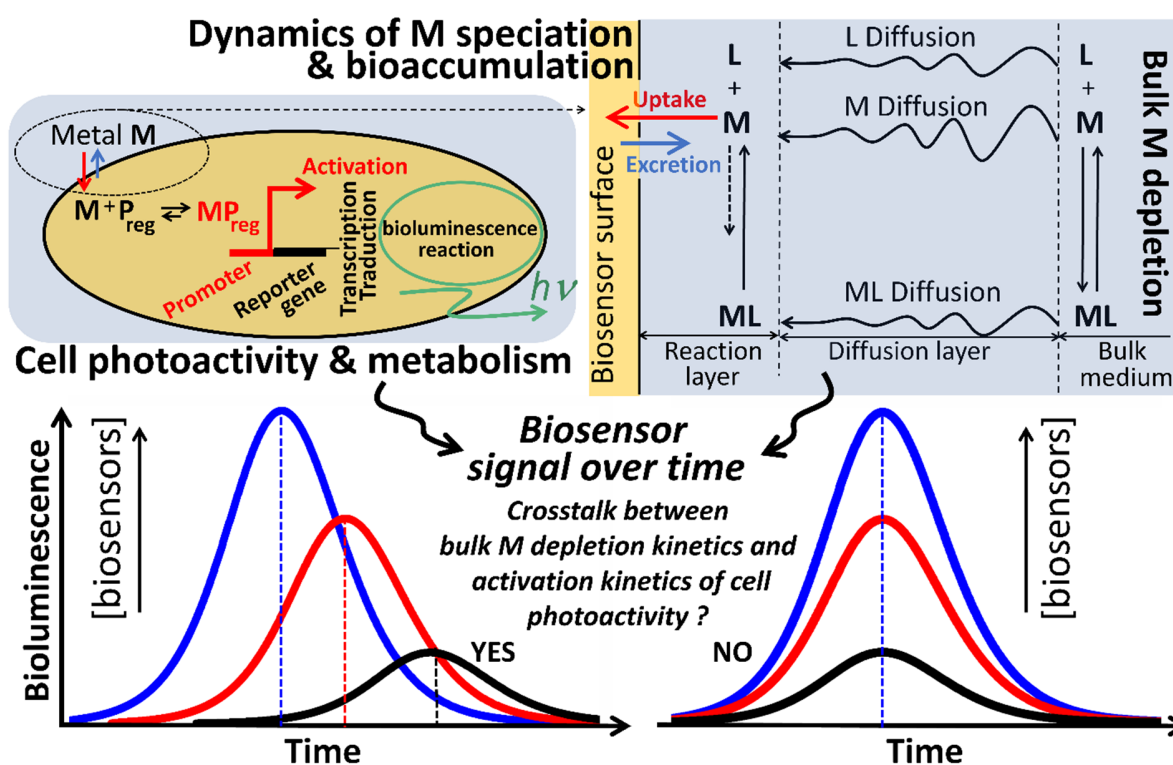 Dynamics of M speciation
& bioaccumulation
Metal M
M + P reg ⇌ MP reg
Activation
Promoter
Reporter
gene
Transcription
Traduction
bioluminescence
reaction
hν
Cell photoactivity & metabolism
Biosensor surface
Uptake
Excretion
L
+
M
ML
L Diffusion
M Diffusion
ML Diffusion
L
+
M
ML
Bulk M depletion
Reaction
layer
Diffusion layer
Bulk
medium
Bioluminescence
[biosensors]
YES
Time
Biosensor
signal over time
Crosstalk between
bulk M depletion kinetics and
activation kinetics of cell
photoactivity ?
NO
[biosensors]
Time